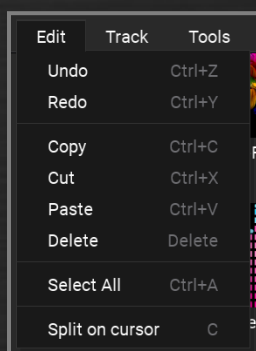 Edit Track Tools
Undo Ctrl+Z
Redo Ctrl+Y
Copy Ctrl+C
Cut Ctrl+X
Paste Ctrl+V
Delete Delete
Select All Ctrl+A
Split on cursor C